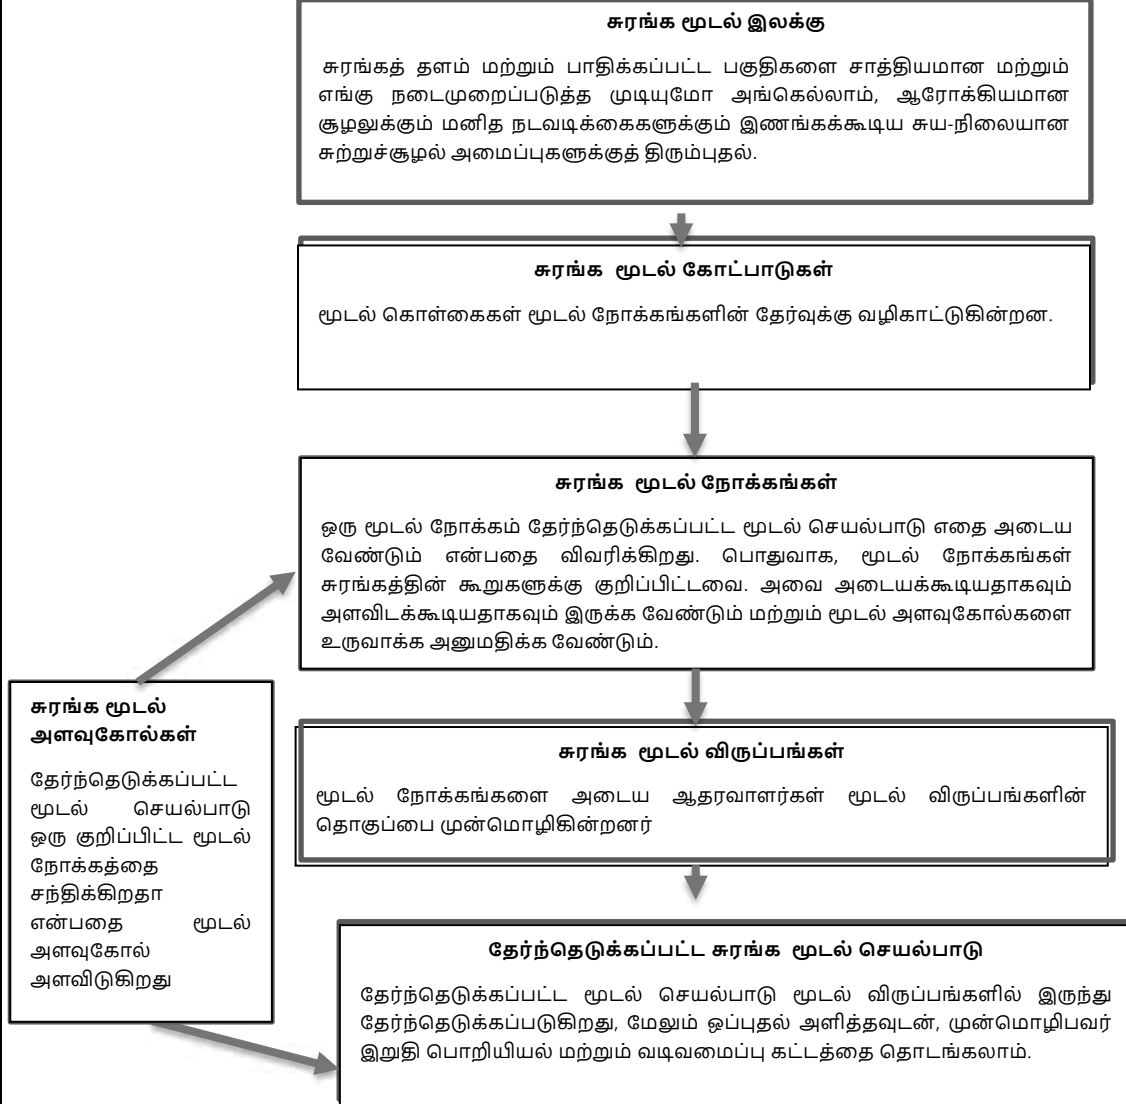 சுரங்க மூடல் இலக்கு
சுரங்கத் தளம் மற்றும் பாதிக்கப்பட்ட பகுதிகளை சாத்தியமான மற்றும்
எங்கு நடைமுறைப்படுத்த முடியுமோ அங்கெல்லாம், ஆரோக்கியமான
சூழலுக்கும் மனித நடவடிக்கைகளுக்கும் இணங்கக்கூடிய சுய-நிலையான
சுற்றுச்சூழல் அமைப்புகளுக்குத் திரும்புதல்.
சுரங்க மூடல் கோட்பாடுகள்
மூடல் கொள்கைகள் மூடல் நோக்கங்களின் தேர்வுக்கு வழிகாட்டுகின்றன.
சுரங்க மூடல் நோக்கங்கள்
ஒரு மூடல் நோக்கம் தேர்ந்தெடுக்கப்பட்ட மூடல் செயல்பாடு எதை அடைய
வேண்டும் என்பதை விவரிக்கிறது. பொதுவாக, மூடல் நோக்கங்கள்
சுரங்கத்தின் கூறுகளுக்கு குறிப்பிட்டவை. அவை அடையக்கூடியதாகவும்
அளவிடக்கூடியதாகவும் இருக்க வேண்டும் மற்றும் மூடல் அளவுகோல்களை
உருவாக்க அனுமதிக்க வேண்டும்.
சுரங்க மூடல்
அளவுகோல்கள்
தேர்ந்தெடுக்கப்பட்ட
மூடல் செயல்பாடு
ஒரு குறிப்பிட்ட மூடல்
நோக்கத்தை
சந்திக்கிறதா
என்பதை மூடல்
அளவுகோல்
அளவிடுகிறது
சுரங்க மூடல் விருப்பங்கள்
மூடல் நோக்கங்களை அடைய ஆதரவாளர்கள் மூடல் விருப்பங்களின்
தொகுப்பை முன்மொழிகின்றனர்
தேர்ந்தெடுக்கப்பட்ட சுரங்க மூடல் செயல்பாடு
தேர்ந்தெடுக்கப்பட்ட மூடல் செயல்பாடு மூடல் விருப்பங்களில் இருந்து
தேர்ந்தெடுக்கப்படுகிறது, மேலும் ஒப்புதல் அளித்தவுடன், முன்மொழிபவர்
இறுதி பொறியியல் மற்றும் வடிவமைப்பு கட்டத்தை தொடங்கலாம்.